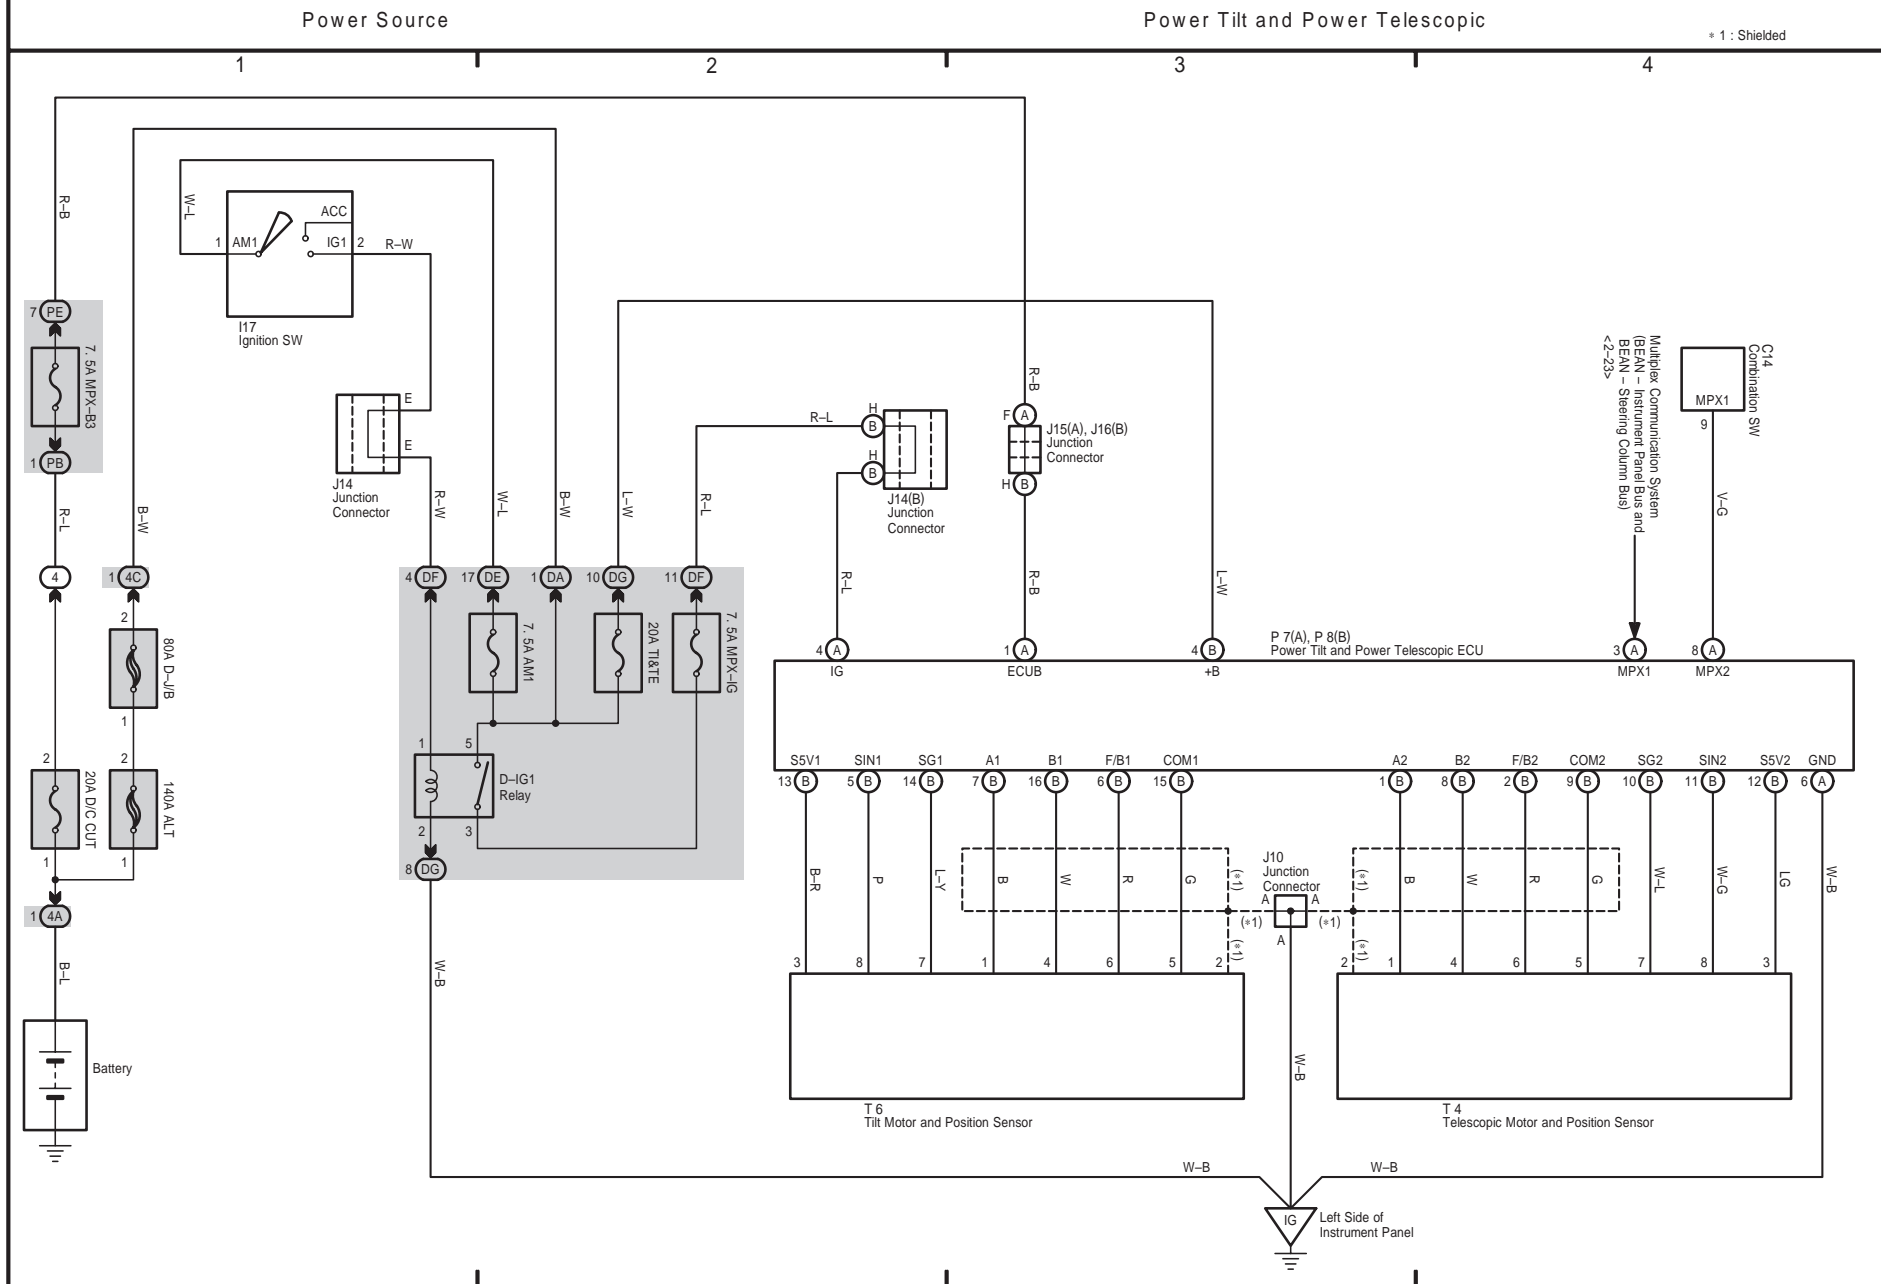 Power Source
Power Tilt and Power Telescopic
∗ 1 : Shielded
1
2
3
4
R–B
W–L
ACC
1
AM1
IG1
2
R–W
I17
Ignition SW
7
PE
7. 5A MPX–B3
1
PB
R–L
B–W
E
E
J14
Junction
Connector
R–W
W–L
B–W
L–W
R–L
R–L
H
B
H
B
J14(B)
Junction
Connector
R–L
R–B
F
A
J15(A), J16(B)
Junction
Connector
H
B
R–B
L–W
Multiplex Communication System
(BEAN – Instrument Panel Bus and
BEAN – Steering Column Bus)
<2–23>
C14
Combination SW
MPX1
9
V–G
4
1
4C
4
DF
17
DE
1
DA
10
DG
11
DF
2
80A D–J/B
1
7. 5A AM1
20A TI&TE
7. 5A MPX–IG
1
5
D–IG1
Relay
2
3
8
DG
2
20A D/C CUT
1
2
140A ALT
1
1
4A
B–L
Battery
W–B
P 7(A), P 8(B)
Power Tilt and Power Telescopic ECU
4
A
1
A
4
B
3
A
8
A
IG
ECUB
+B
MPX1
MPX2
S5V1
SIN1
SG1
A1
B1
F/B1
COM1
A2
B2
F/B2
COM2
SG2
SIN2
S5V2
GND
13
B
5
B
14
B
7
B
16
B
6
B
15
B
1
B
8
B
2
B
9
B
10
B
11
B
12
B
6
A
B–R
P
L–Y
B
W
R
G
(∗1)
J10
Junction
Connector
A
A
A
(∗1)
(∗1)
(∗1)
(∗1)
(∗1)
B
W
R
G
W–L
W–G
LG
W–B
3
8
7
1
4
6
5
2
2
1
4
6
5
7
8
3
T 6
Tilt Motor and Position Sensor
T 4
Telescopic Motor and Position Sensor
W–B
W–B
W–B
IG
Left Side of
Instrument Panel